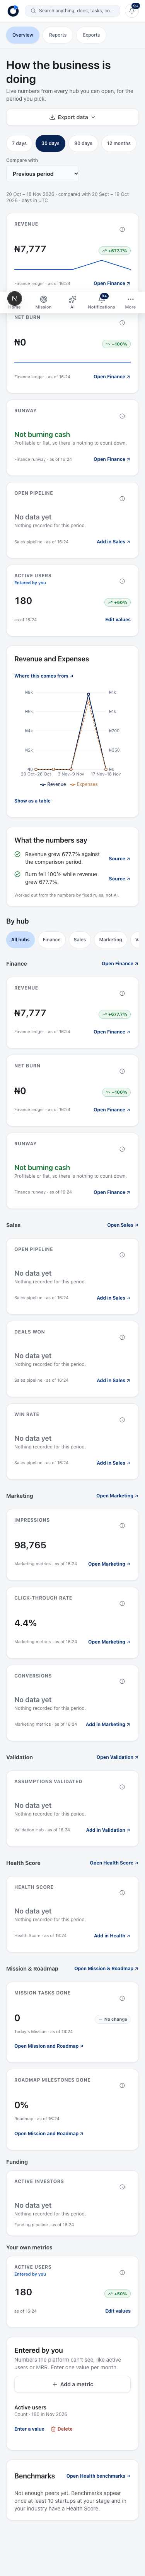 Search anything, docs, tasks, co...
9+
Overview
Reports
Exports
How the business is
doing
Live numbers from every hub you can open, for the
period you pick.
Export data
7 days
30 days
90 days
12 months
Compare with
Previous period
20 Oct – 18 Nov 2026 · compared with 20 Sept – 19 Oct
2026 · days in UTC
REVENUE
₦7,777
+677.7%
Finance ledger · as of 16:24
Open Finance ↗
N
Home
Mission
AI
9+
Notifications
More
NET BURN
₦0
−100%
Finance ledger · as of 16:24
Open Finance ↗
RUNWAY
Not burning cash
Profitable or flat, so there is nothing to count down.
Finance runway · as of 16:24
Open Finance ↗
OPEN PIPELINE
No data yet
Nothing recorded for this period.
Sales pipeline · as of 16:24
Add in Sales ↗
ACTIVE USERS
Entered by you
180
+50%
as of 16:24
Edit values
Revenue and Expenses
Where this comes from ↗
₦0
₦0
20 Oct–26 Oct
3 Nov–9 Nov
17 Nov–18 Nov
Revenue
Expenses
Show as a table
What the numbers say
Revenue grew 677.7% against
the comparison period.
Source ↗
Burn fell 100% while revenue
grew 677.7%.
Source ↗
Worked out from the numbers by fixed rules, not AI.
By hub
All hubs
Finance
Sales
Marketing
V
Finance
Open Finance ↗
REVENUE
₦7,777
+677.7%
Finance ledger · as of 16:24
Open Finance ↗
NET BURN
₦0
−100%
Finance ledger · as of 16:24
Open Finance ↗
RUNWAY
Not burning cash
Profitable or flat, so there is nothing to count down.
Finance runway · as of 16:24
Open Finance ↗
Sales
Open Sales ↗
OPEN PIPELINE
No data yet
Nothing recorded for this period.
Sales pipeline · as of 16:24
Add in Sales ↗
DEALS WON
No data yet
Nothing recorded for this period.
Sales pipeline · as of 16:24
Add in Sales ↗
WIN RATE
No data yet
Nothing recorded for this period.
Sales pipeline · as of 16:24
Add in Sales ↗
Marketing
Open Marketing ↗
IMPRESSIONS
98,765
Marketing metrics · as of 16:24
Open Marketing ↗
CLICK-THROUGH RATE
4.4%
Marketing metrics · as of 16:24
Open Marketing ↗
CONVERSIONS
No data yet
Nothing recorded for this period.
Marketing metrics · as of 16:24
Add in Marketing ↗
Validation
Open Validation ↗
ASSUMPTIONS VALIDATED
No data yet
Nothing recorded for this period.
Validation Hub · as of 16:24
Add in Validation ↗
Health Score
Open Health Score ↗
HEALTH SCORE
No data yet
Nothing recorded for this period.
Health Score · as of 16:24
Add in Health ↗
Mission & Roadmap
Open Mission & Roadmap ↗
MISSION TASKS DONE
0
No change
Today's Mission · as of 16:24
Open Mission and Roadmap ↗
ROADMAP MILESTONES DONE
0%
Roadmap · as of 16:24
Open Mission and Roadmap ↗
Funding
ACTIVE INVESTORS
No data yet
Nothing recorded for this period.
Funding pipeline · as of 16:24
Your own metrics
ACTIVE USERS
Entered by you
180
+50%
as of 16:24
Edit values
Entered by you
Numbers the platform can't see, like active
users or MRR. Enter one value per month.
Add a metric
Active users
Count · 180 in Nov 2026
Enter a value
Delete
Benchmarks
Open Health benchmarks ↗
Not enough peers yet. Benchmarks appear
once at least 10 startups at your stage and in
your industry have a Health Score.